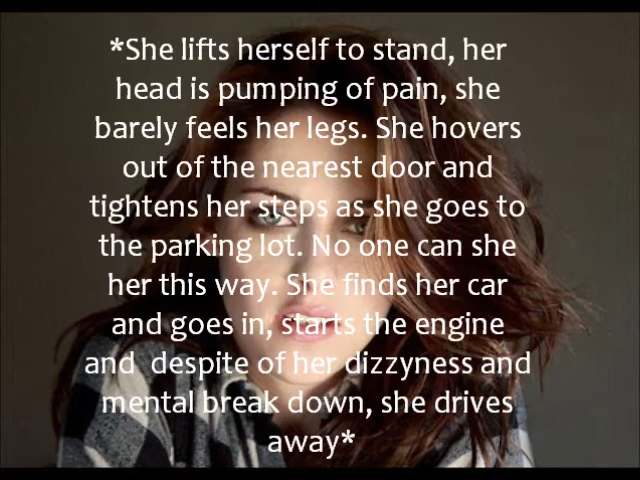 *She lifts herself to stand, her
head is pumping of pain, she
barely feels her legs. She hovers
out of the nearest door and
tightens her steps as she goes to
the parking lot. No one can she
her this way. She finds her car
and goes in, starts the engine
and  despite of her dizzyness and
mental break down, she drives
away*